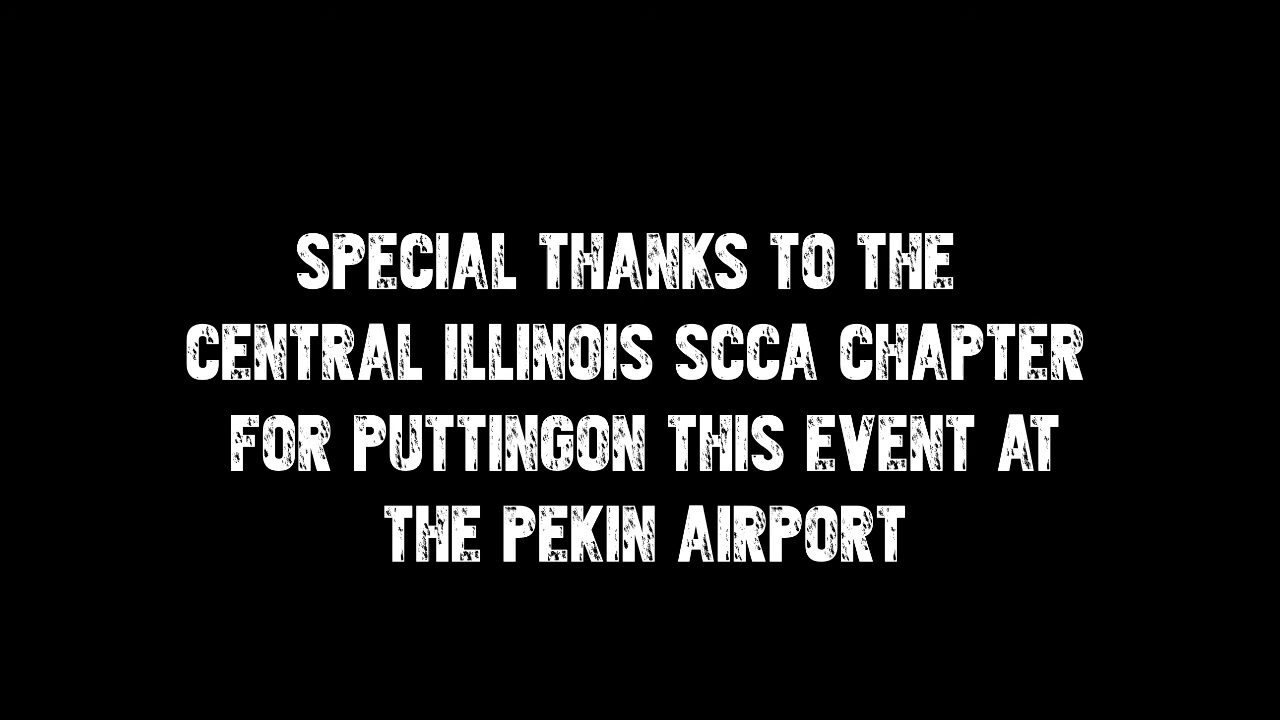 SPECIAL THANKS TO THE
CENTRAL ILLINOIS SCCA CHAPTER
FOR PUTTINGON THIS EVENT AT
THE PEKIN AIRPORT